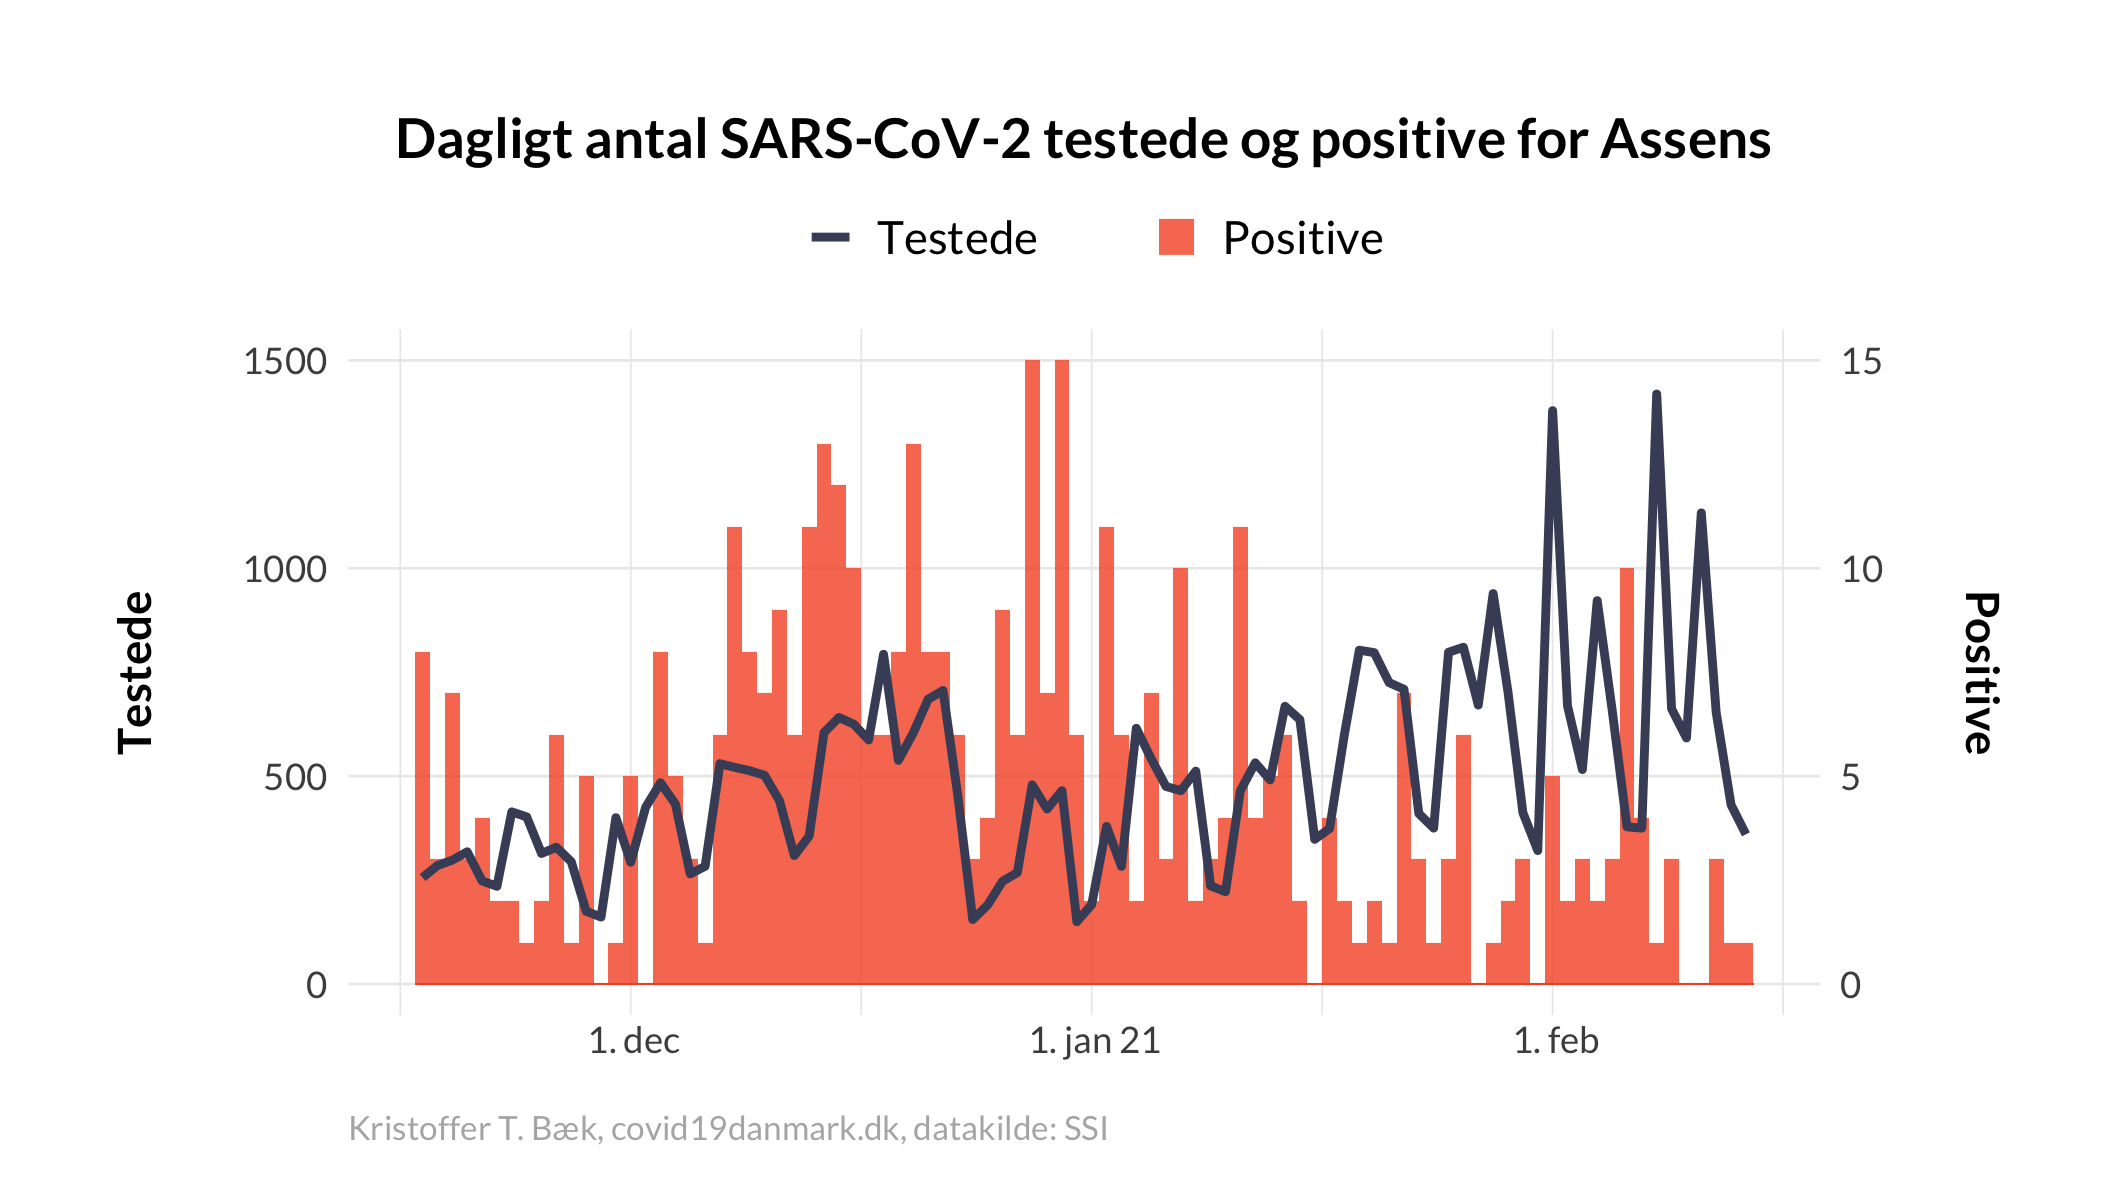 Dagligt antal SARS-CoV-2 testede og positive for Assens
Testede Positive
1500 15
1000 10
Testede Positive
500 5
0 0
1. dec 1. jan 21 1. feb
Kristoffer T. Bæk, covid19danmark.dk, datakilde: SSI